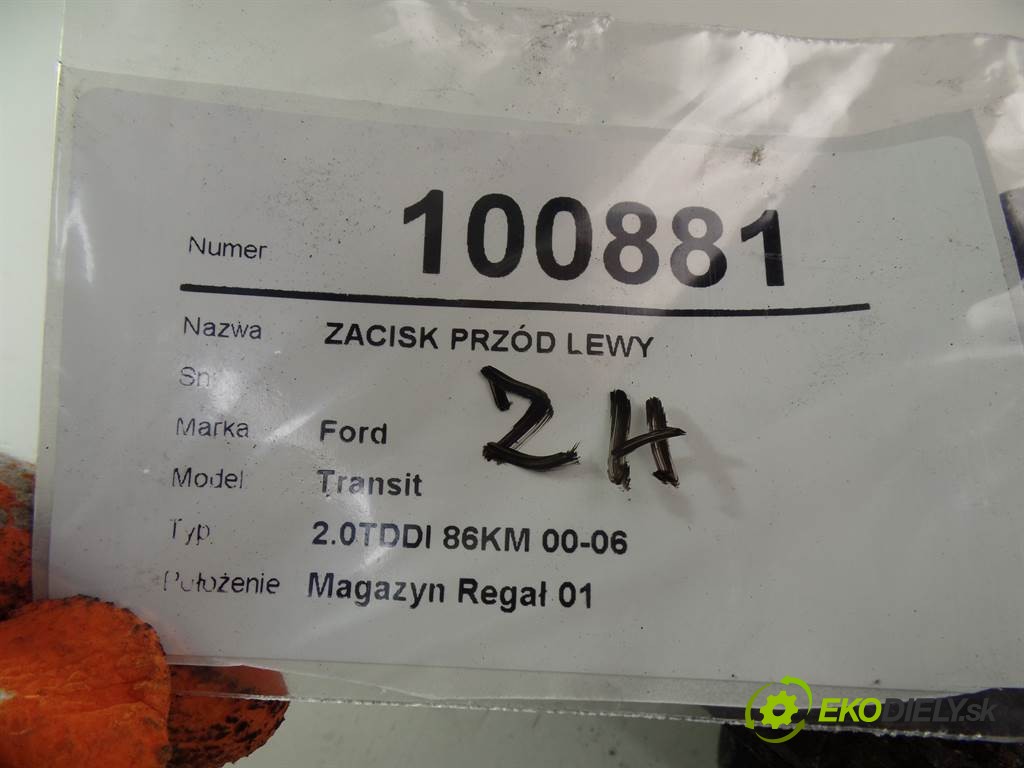 Numer 100881
Nazwa ZACISK PRZÓD LEWY
Sn
ZH
Marka Ford
Model Transit
Typ 2.0TDDI 86KM 00-06
Położenie Magazyn Regał 01
EKODIELY.sk